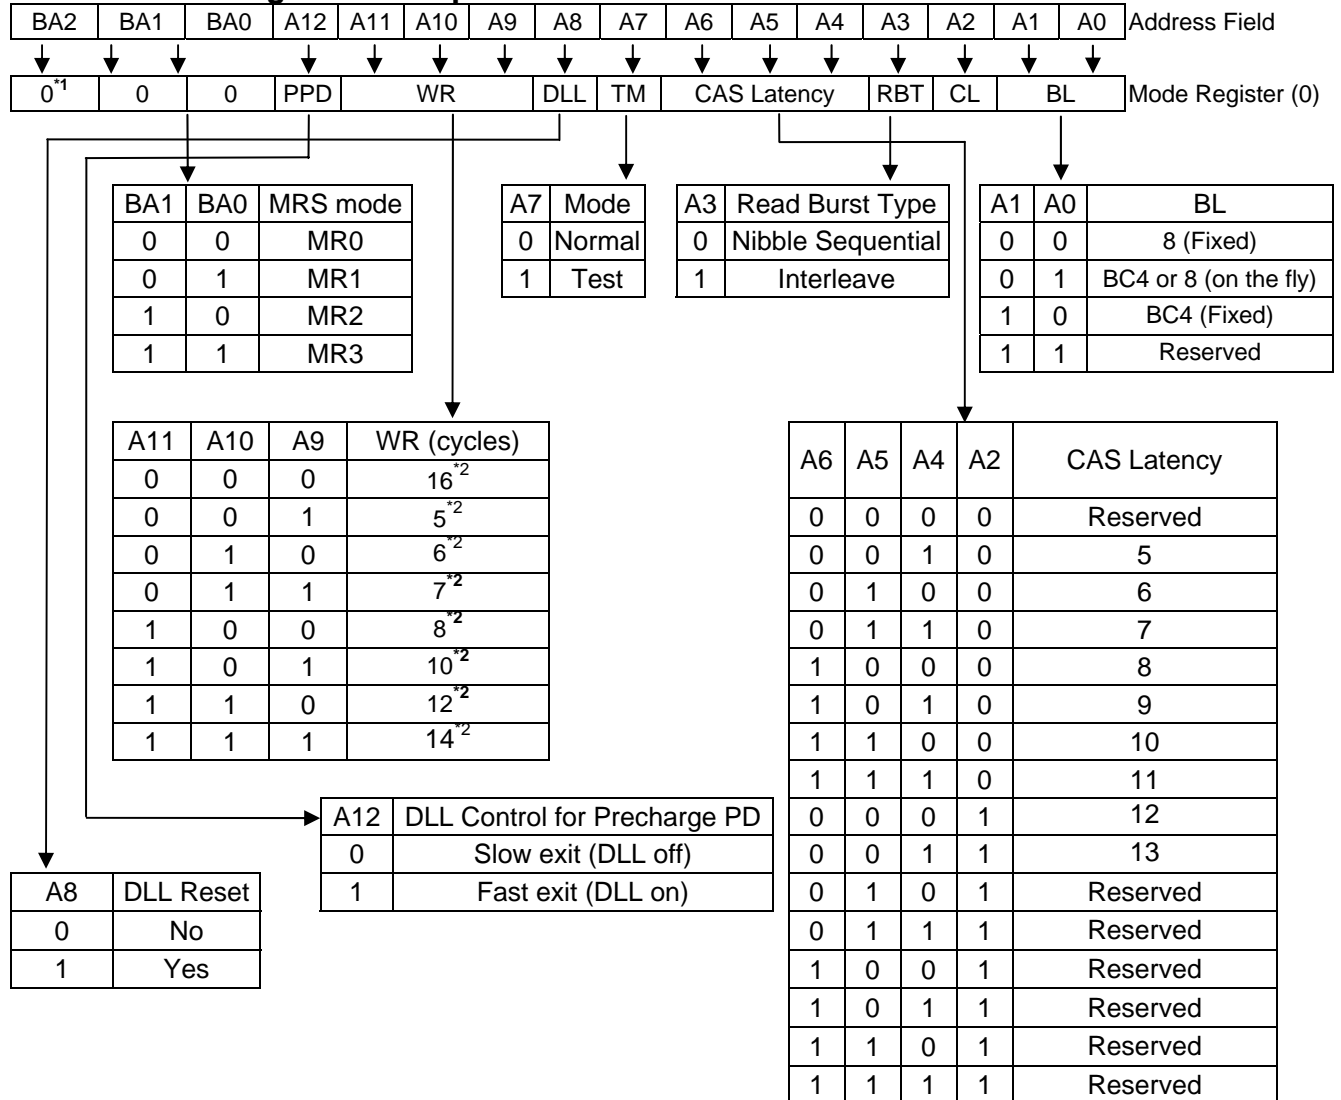 BA2 BA1 BA0 A12 A11 A10 A9 A8 A7 A6 A5 A4 A3 A2 A1 A0 Address Field
0*1 0 0 PPD WR DLL TM CAS Latency RBT CL BL Mode Register (0)
BA1 BA0 MRS mode
0 0 MR0
0 1 MR1
1 0 MR2
1 1 MR3
A7 Mode
0 Normal
1 Test
A3 Read Burst Type
0 Nibble Sequential
1 Interleave
A1 A0 BL
0 0 8 (Fixed)
0 1 BC4 or 8 (on the fly)
1 0 BC4 (Fixed)
1 1 Reserved
A11 A10 A9 WR (cycles)
0 0 0 16*2
0 0 1 5*2
0 1 0 6*2
0 1 1 7*2
1 0 0 8*2
1 0 1 10*2
1 1 0 12*2
1 1 1 14*2
A6 A5 A4 A2 CAS Latency
0 0 0 0 Reserved
0 0 1 0 5
0 1 0 0 6
0 1 1 0 7
1 0 0 0 8
1 0 1 0 9
1 1 0 0 10
1 1 1 0 11
0 0 0 1 12
0 0 1 1 13
0 1 0 1 Reserved
0 1 1 1 Reserved
1 0 0 1 Reserved
1 0 1 1 Reserved
1 1 0 1 Reserved
1 1 1 1 Reserved
A12 DLL Control for Precharge PD
0 Slow exit (DLL off)
1 Fast exit (DLL on)
A8 DLL Reset
0 No
1 Yes